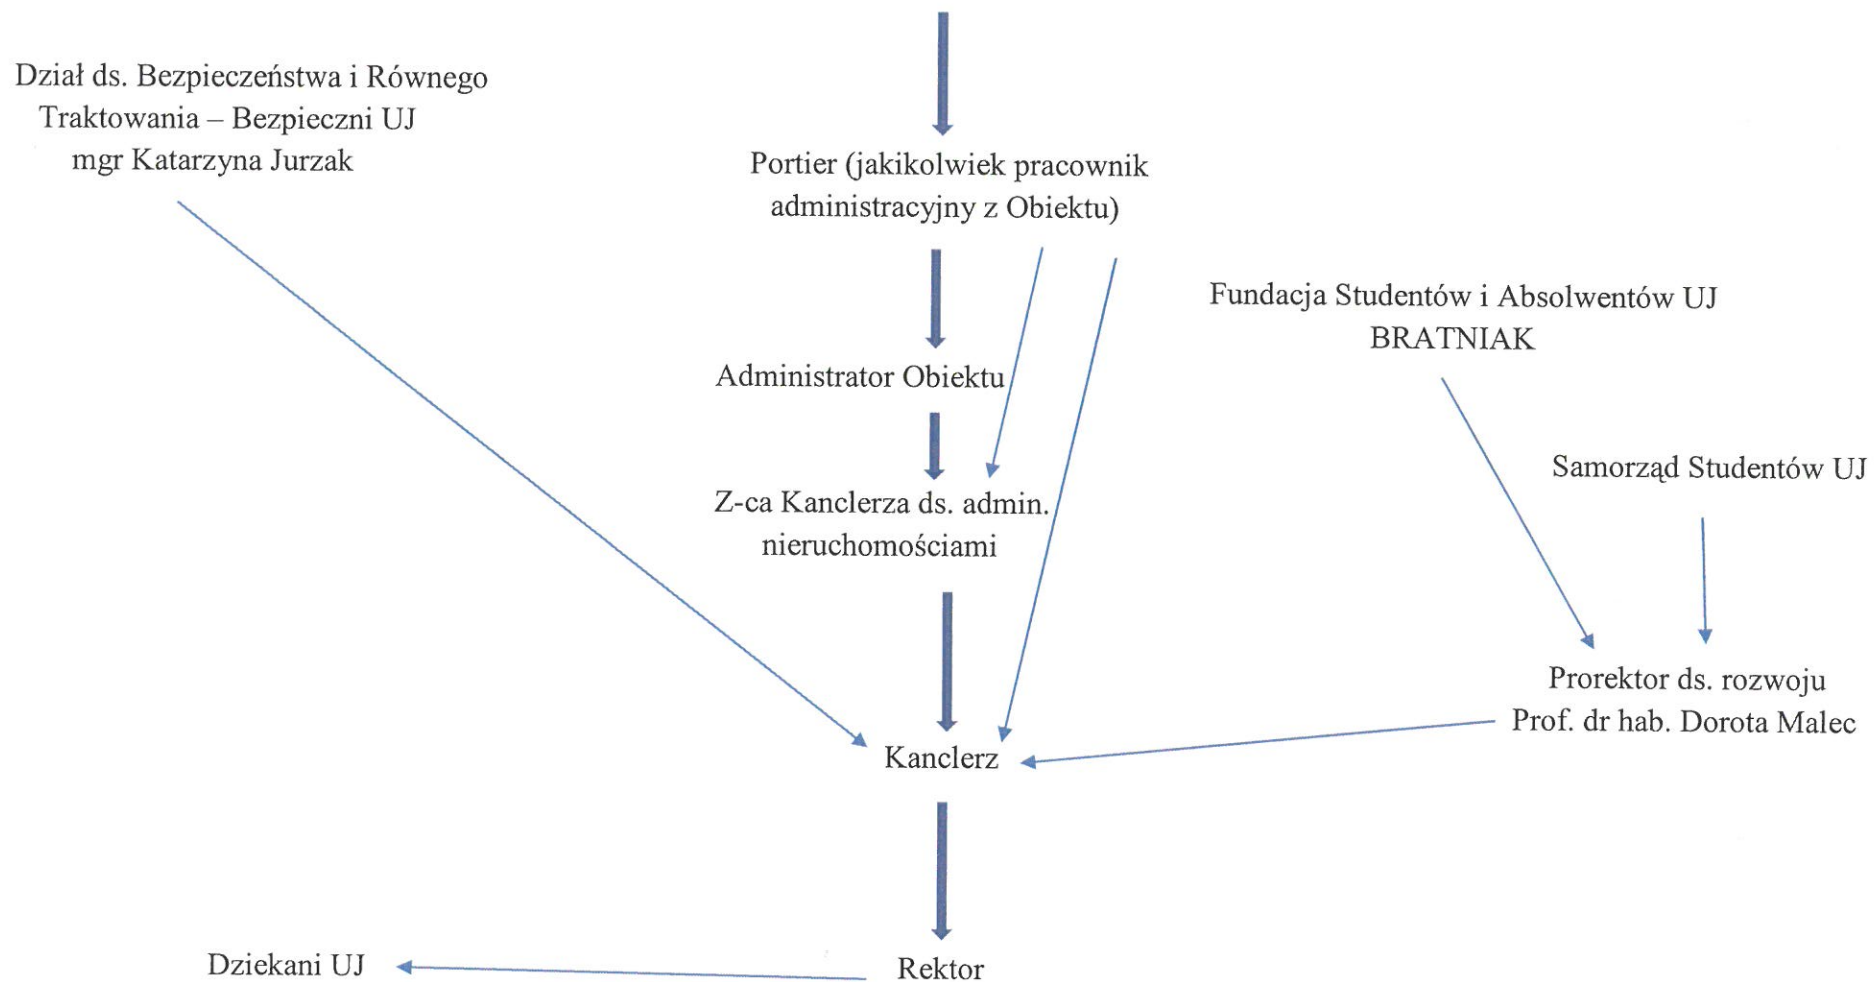 Dział ds. Bezpieczeństwa i Równego
Traktowania – Bezpieczni UJ
mgr Katarzyna Jurzak
Portier (jakikolwiek pracownik
administracyjny z Obiektu)
Fundacja Studentów i Absolwentów UJ
BRATNIAK
Administrator Obiektu
Samorząd Studentów UJ
Z-ca Kanclerza ds. admin.
nieruchomościami
Prorektor ds. rozwoju
Prof. dr hab. Dorota Malec
Kanclerz
Dziekani UJ
Rektor